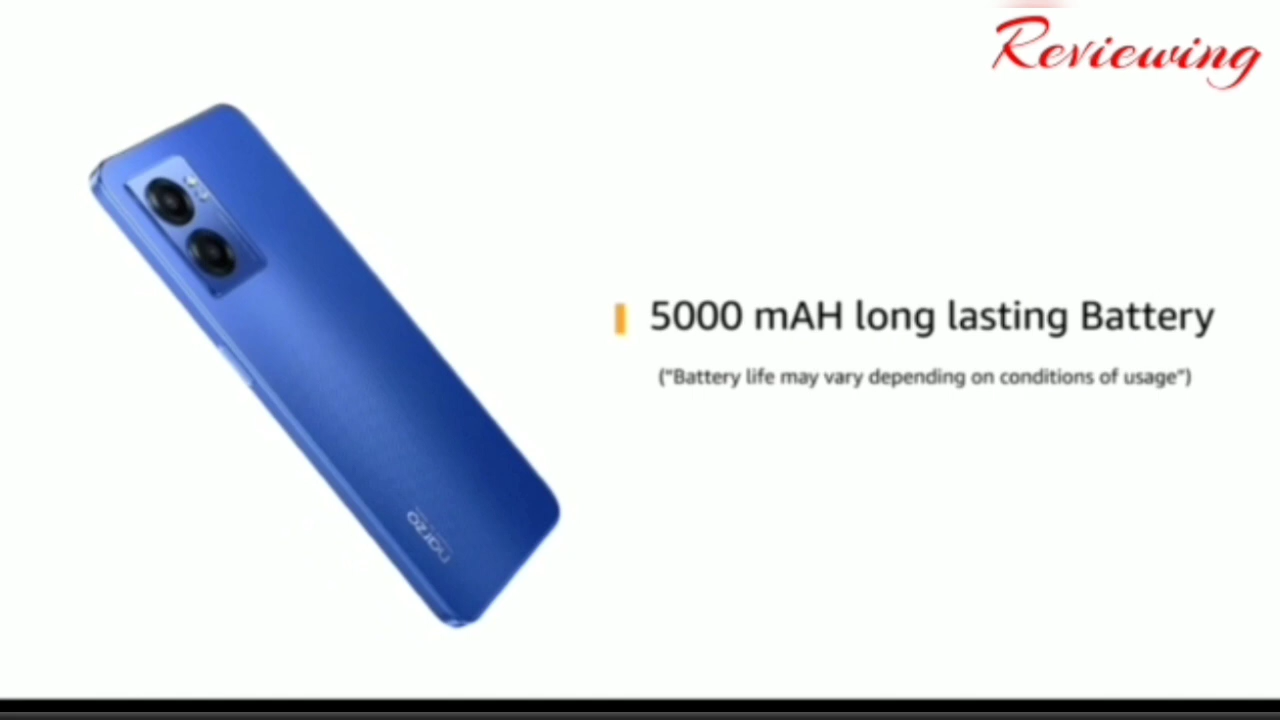 Reviewing
5000 mAH long lasting Battery
("Battery life may vary depending on conditions of usage")
narzo